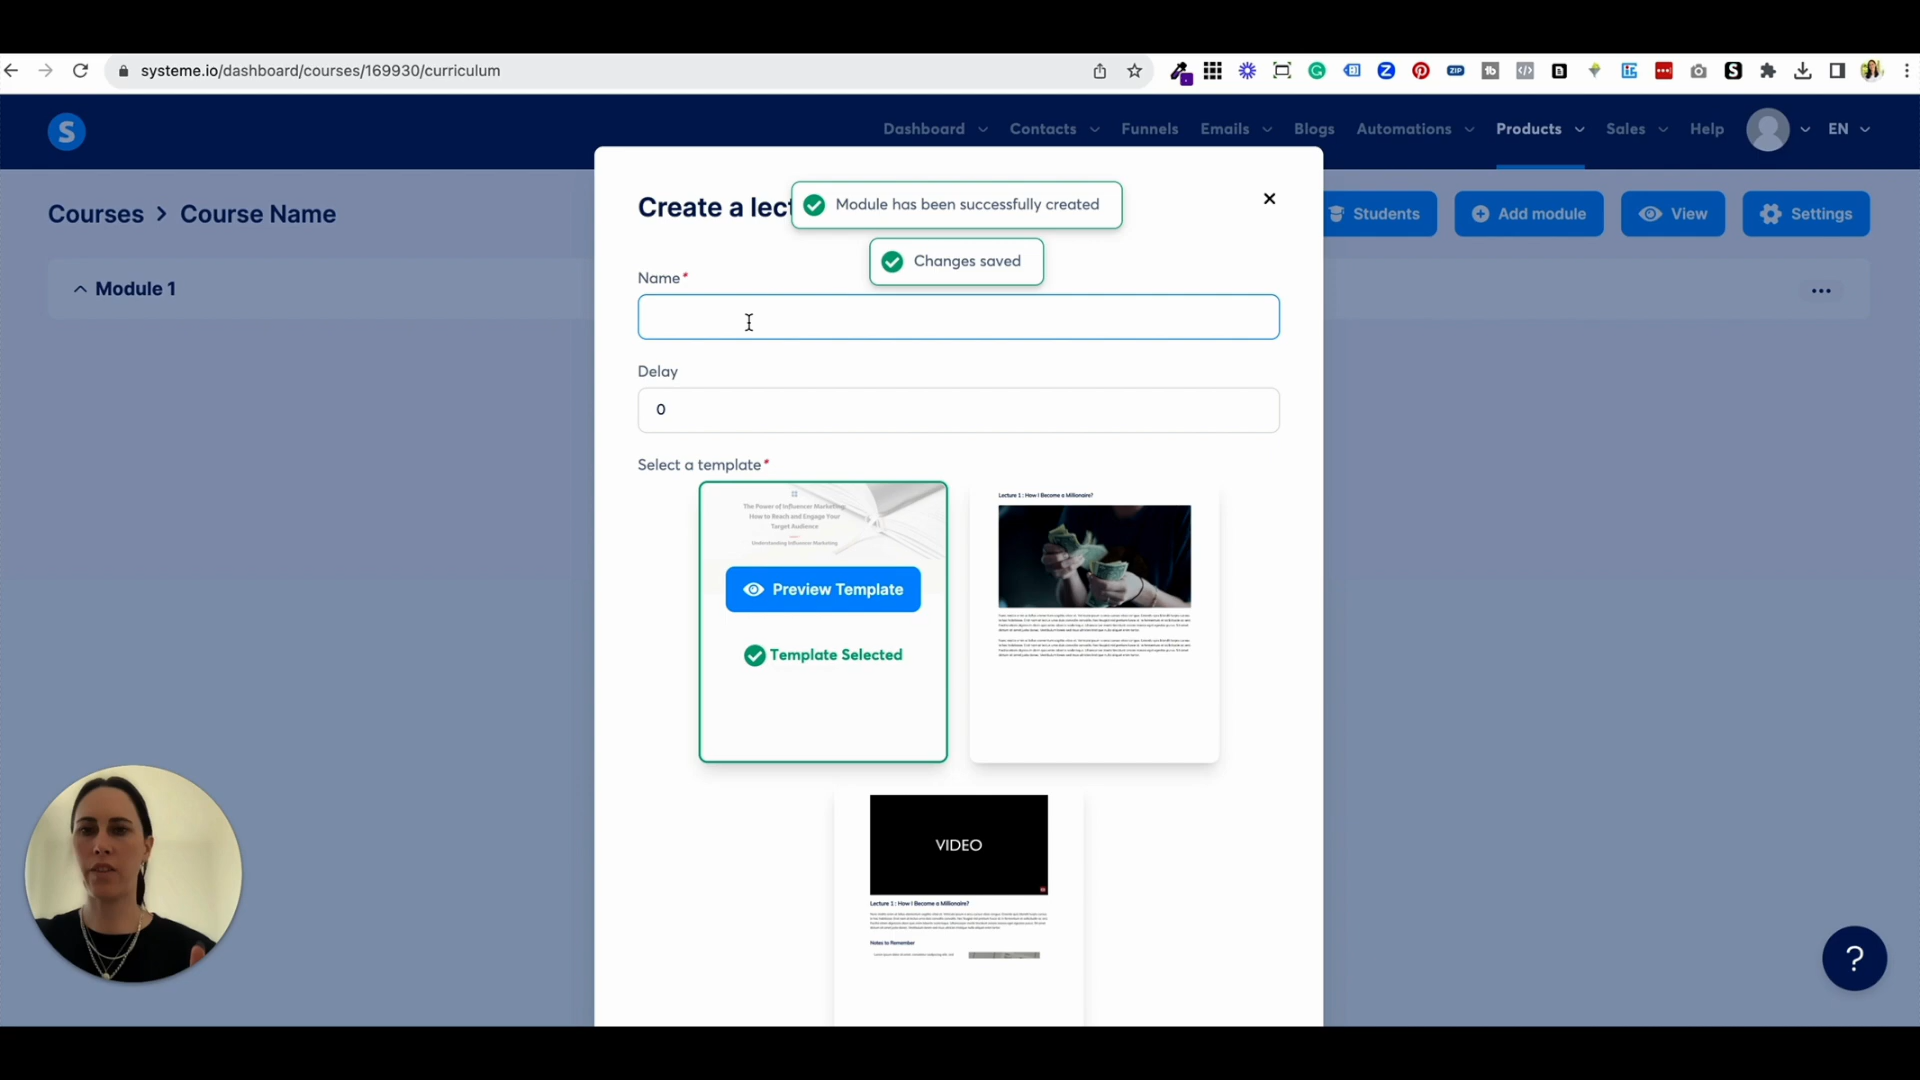 systeme.io/dashboard/courses/169930/curriculum
S
Dashboard
Contacts
Funnels
Emails
Blogs
Automations
Products
Sales
Help
EN
Courses > Course Name
Students
Add module
View
Settings
Module 1
Create a lect
Module has been successfully created
Changes saved
Name*
Delay
0
Select a template*
The Power of Influencer Marketing:
How to Reach and Engage Your
Target Audience
Understanding Influencer Marketing
Preview Template
Template Selected
Lecture 1 : How I Become a Millionaire?
VIDEO
Lecture 1 : How I Become a Millionaire?
Notes to Remember
?